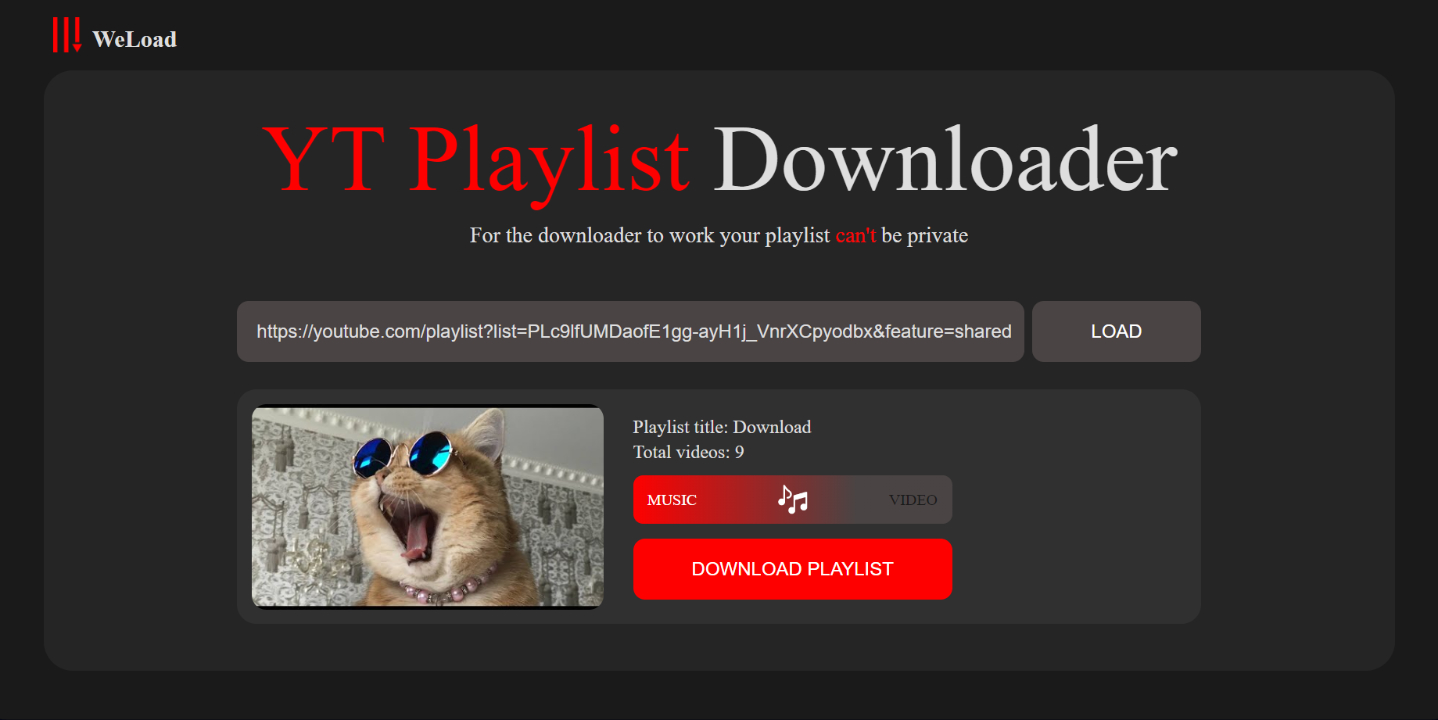 WeLoad
YT Playlist Downloader
For the downloader to work your playlist can't be private
https://youtube.com/playlist?list=PLc9lfUMDaofE1gg-ayH1j_VnrXCpyodbx&feature=shared
LOAD
Playlist title: Download
Total videos: 9
MUSIC
VIDEO
DOWNLOAD PLAYLIST